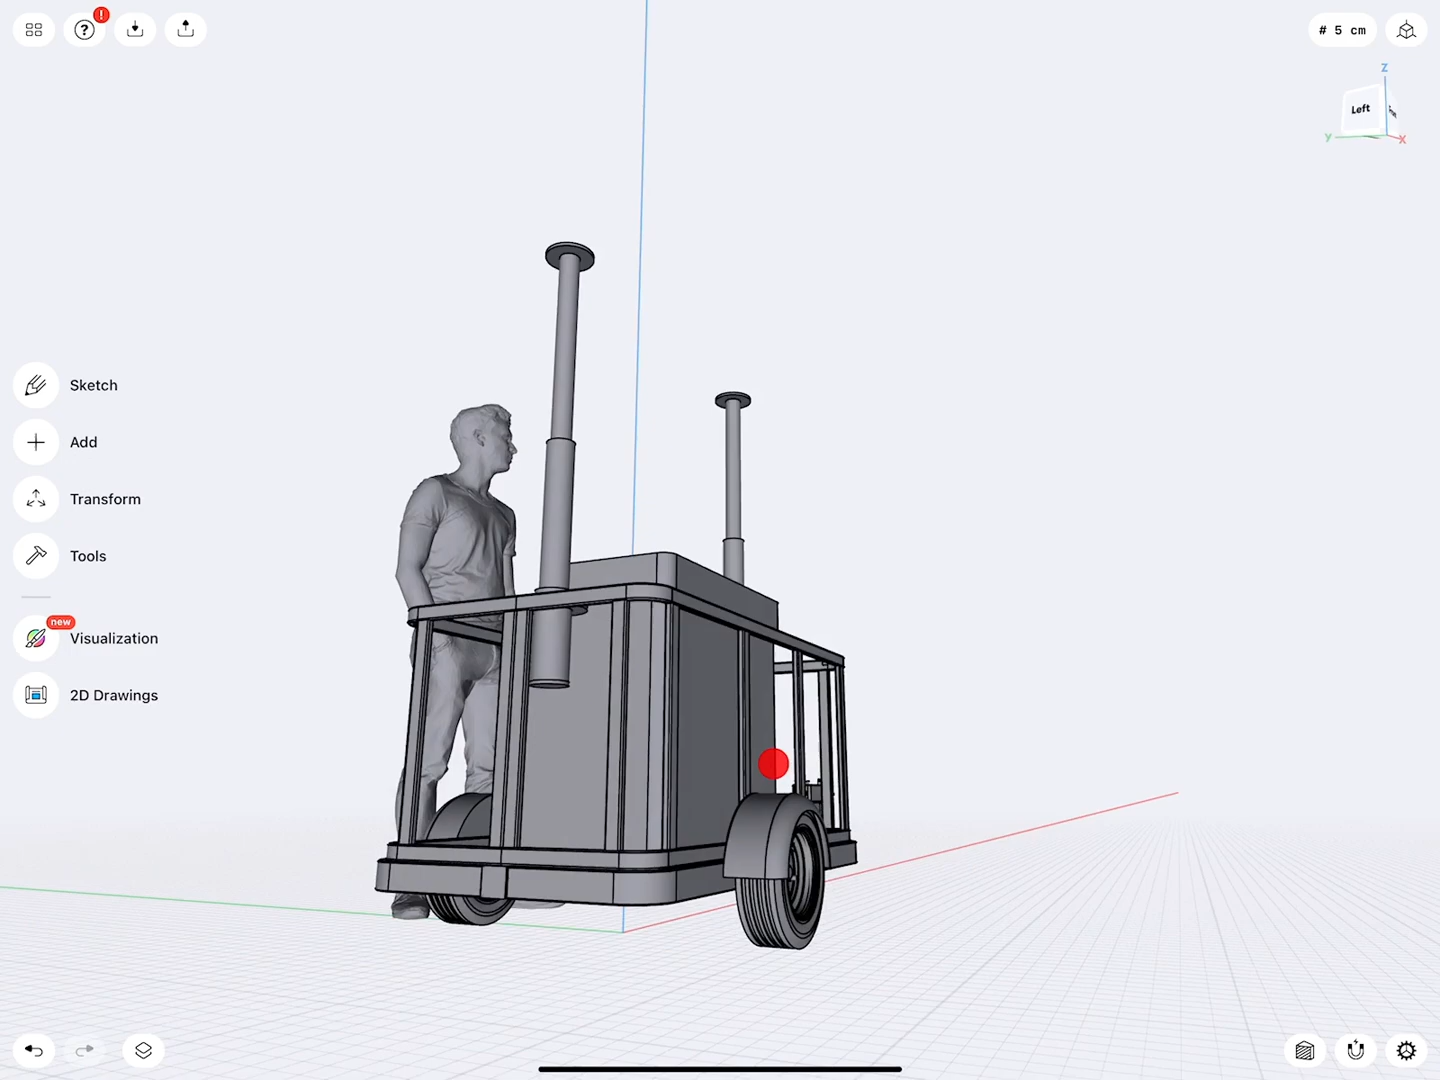 ?
!
# 5 cm
Z
Left
Y
X
Sketch
Add
Transform
Tools
new
Visualization
2D Drawings